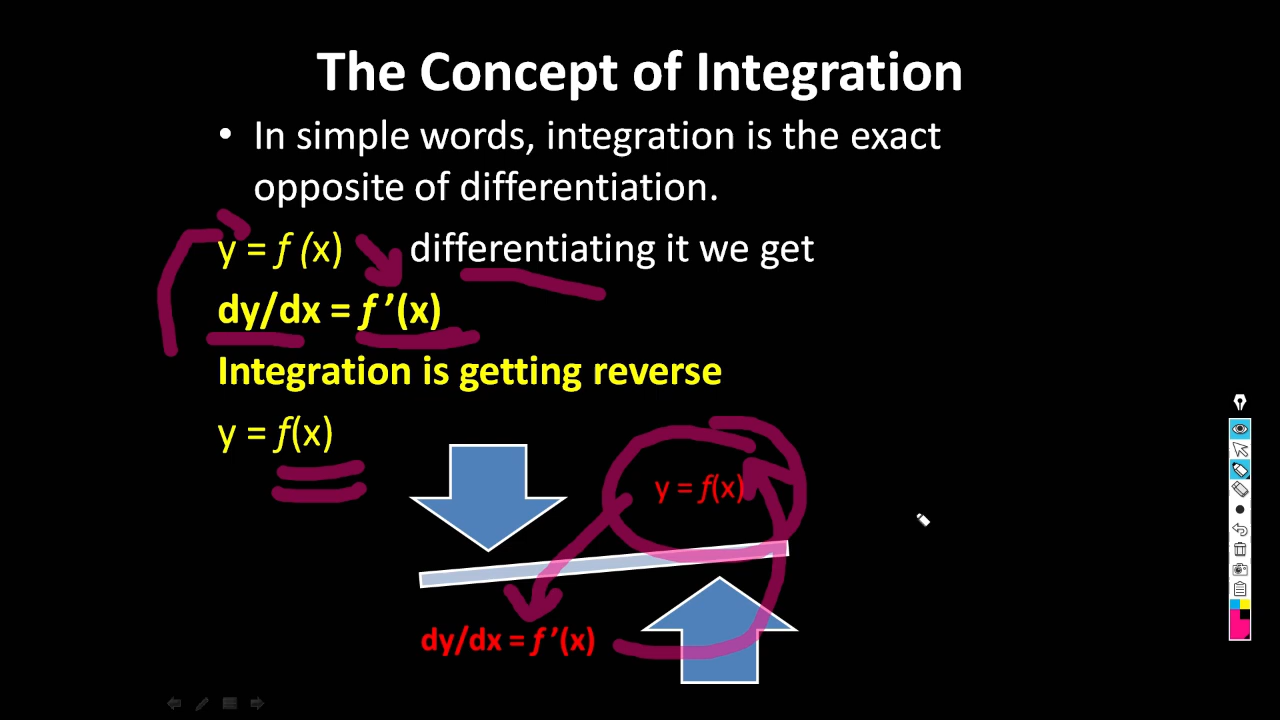 The Concept of Integration
• In simple words, integration is the exact
opposite of differentiation.
y = f (x) differentiating it we get
dy/dx = f ’(x)
Integration is getting reverse
y = f(x)
y = f(x)
dy/dx = f ’(x)